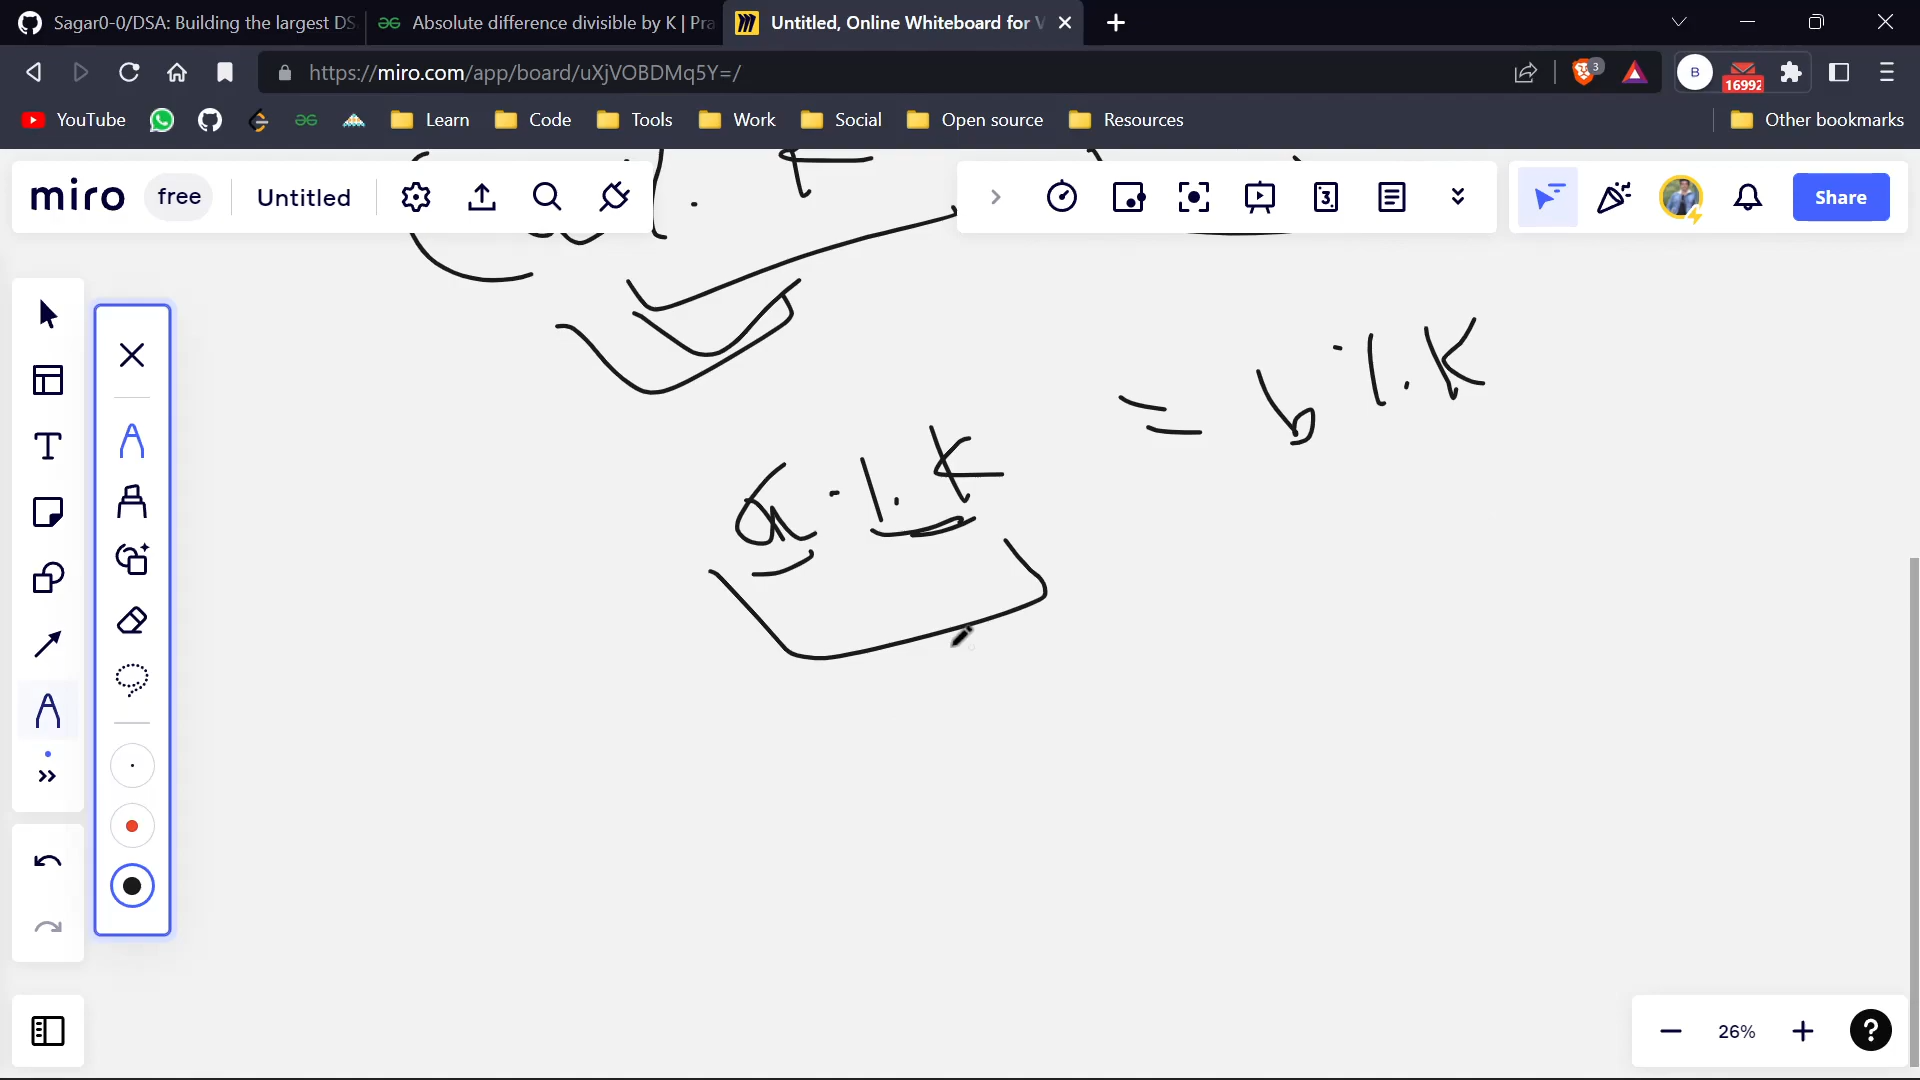 Sagar0-0/DSA: Building the largest DS
Absolute difference divisible by K | Pra
Untitled, Online Whiteboard for V
https://miro.com/app/board/uXjVOBDMq5Y=/
3
B
16992
YouTube
Learn
Code
Tools
Work
Social
Open source
Resources
Other bookmarks
miro
free
Untitled
3
Share
= b % K
a % K
26%
?